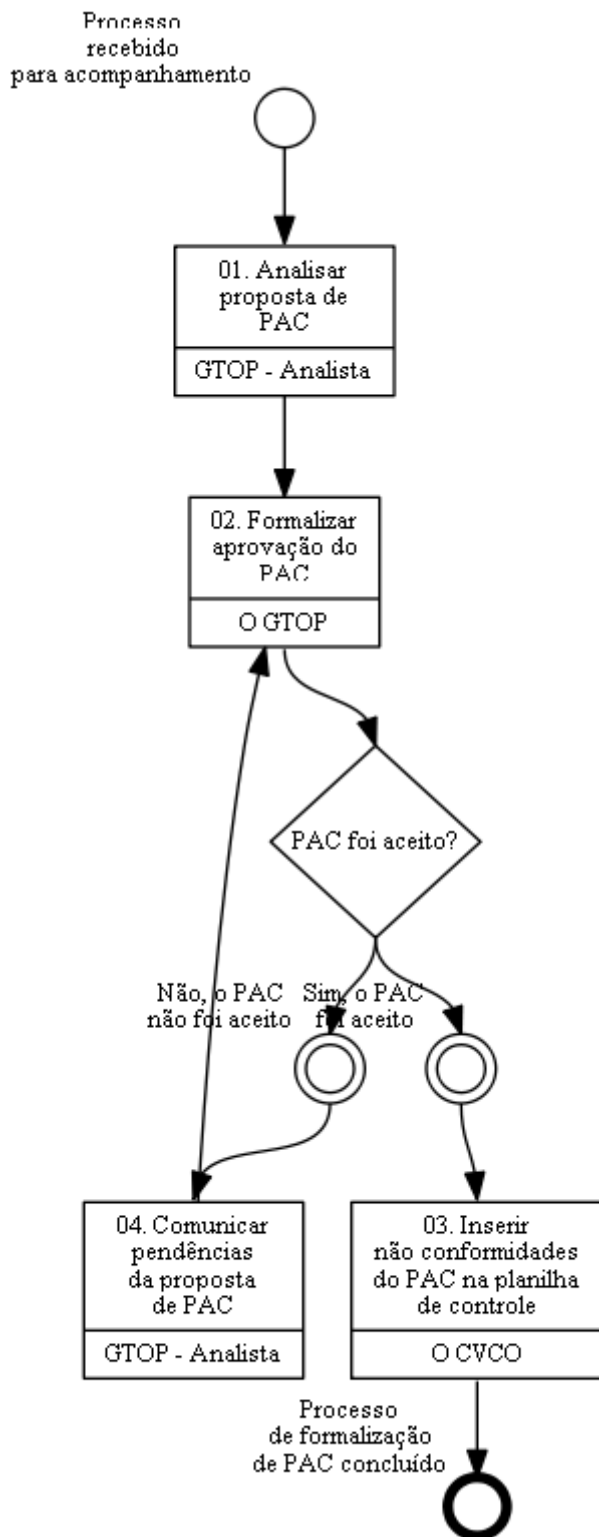 Processo
recebido
para acompanhamento
01. Analisar
proposta de
PAC
GTOP - Analista
02. Formalizar
aprovação do
PAC
O GTOP
PAC foi aceito?
Não, o PAC
não foi aceito
Sim, o PAC
foi aceito
04. Comunicar
pendências
da proposta
de PAC
GTOP - Analista
03. Inserir
não conformidades
do PAC na planilha
de controle
O CVCO
Processo
de formalização
de PAC concluído